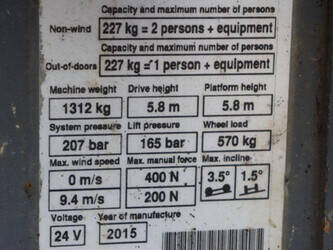 Capacity and maximum number of persons
Non-wind 227 kg = 2 persons + equipment
Capacity and maximum number of persons
Out-of-doors 227 kg = 1 person + equipment
Machine weight Drive height Platform height
1312 kg 5.8 m 5.8 m
System pressure Lift pressure Wheel load
207 bar 165 bar 570 kg
Max. wind speed Max. manual force Max. incline
0 m/s 400 N 3.5° 1.5°
9.4 m/s 200 N
Voltage Year of manufacture
24 V 2015